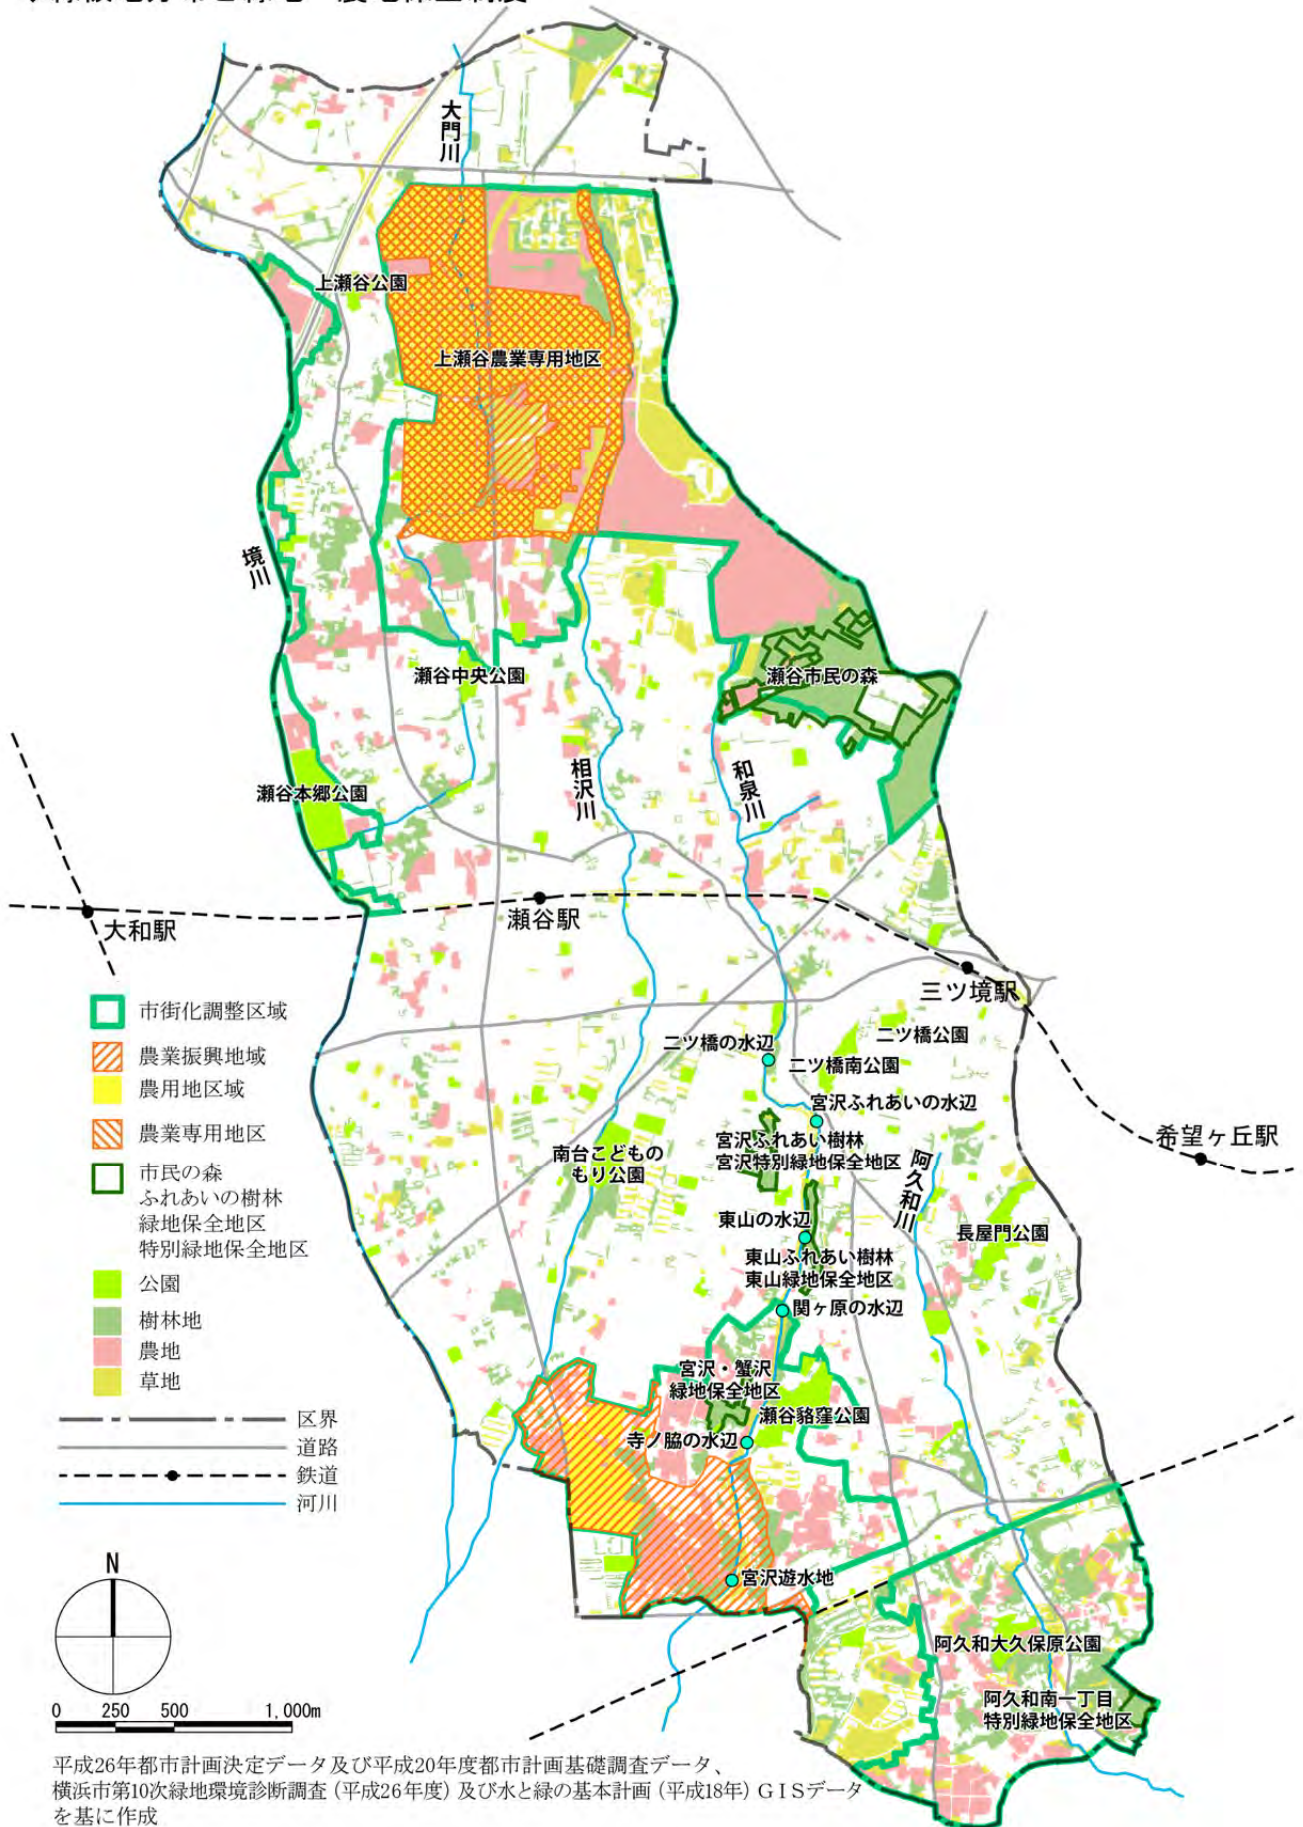 大門川
上瀬谷公園
上瀬谷農業専用地区
境川
瀬谷中央公園
瀬谷市民の森
相沢川
和泉川
瀬谷本郷公園
大和駅
瀬谷駅
三ツ境駅
二ツ橋の水辺
二ツ橋公園
二ツ橋南公園
宮沢ふれあいの水辺
宮沢ふれあい樹林
宮沢特別緑地保全地区
希望ヶ丘駅
南台こどもの
もり公園
阿久和川
東山の水辺
長屋門公園
東山ふれあい樹林
東山緑地保全地区
関ヶ原の水辺
宮沢・蟹沢
緑地保全地区
瀬谷貉窪公園
寺ノ脇の水辺
宮沢遊水地
阿久和大久保原公園
阿久和南一丁目
特別緑地保全地区
市街化調整区域
農業振興地域
農用地区域
農業専用地区
市民の森
ふれあいの樹林
緑地保全地区
特別緑地保全地区
公園
樹林地
農地
草地
区界
道路
鉄道
河川
N
0 250 500 1,000m
平成26年都市計画決定データ及び平成20年度都市計画基礎調査データ、
横浜市第10次緑地環境診断調査(平成26年度)及び水と緑の基本計画(平成18年)GISデータ
を基に作成